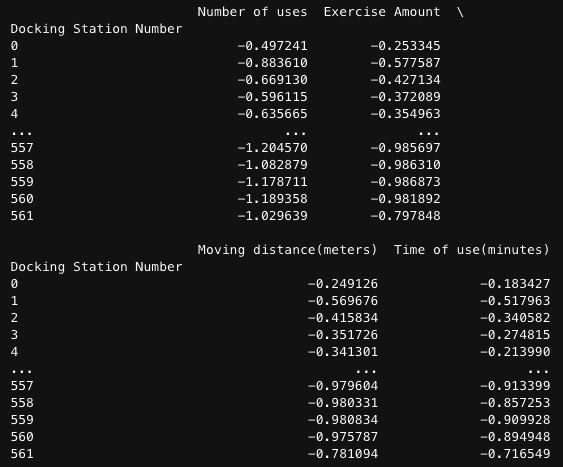 Number of uses  Exercise Amount  \
Docking Station Number
0                             -0.497241        -0.253345
1                             -0.883610        -0.577587
2                             -0.669130        -0.427134
3                             -0.596115        -0.372089
4                             -0.635665        -0.354963
...                                 ...              ...
557                           -1.204570        -0.985697
558                           -1.082879        -0.986310
559                           -1.178711        -0.986873
560                           -1.189358        -0.981892
561                           -1.029639        -0.797848

                         Moving distance(meters)  Time of use(minutes)
Docking Station Number
0                                      -0.249126             -0.183427
1                                      -0.569676             -0.517963
2                                      -0.415834             -0.340582
3                                      -0.351726             -0.274815
4                                      -0.341301             -0.213990
...                                          ...                   ...
557                                    -0.979604             -0.913399
558                                    -0.980331             -0.857253
559                                    -0.980834             -0.909928
560                                    -0.975787             -0.894948
561                                    -0.781094             -0.716549